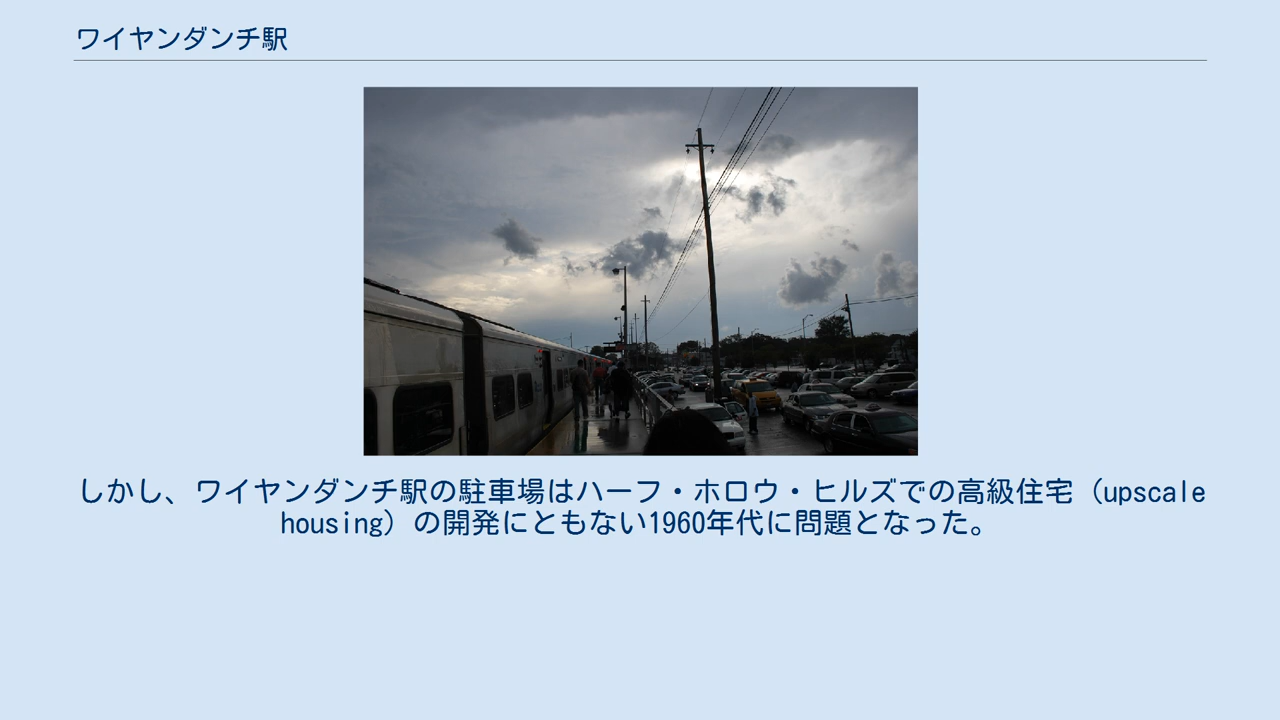 ワイヤンダンチ駅
しかし、ワイヤンダンチ駅の駐車場はハーフ・ホロウ・ヒルズでの高級住宅（upscale
housing）の開発にともない1960年代に問題となった。